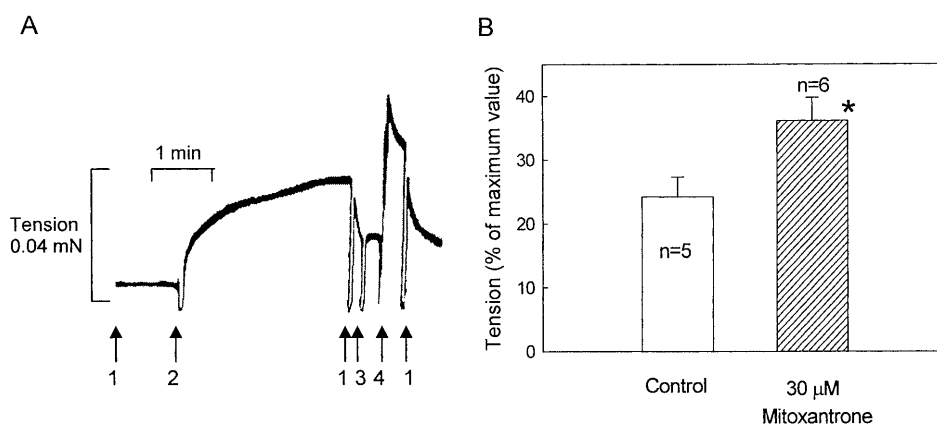 A
1 min
Tension
0.04 mN
1 2 1 3 4 1
B
Tension (% of maximum value)
40
30
20
10
0
n=5
n=6
*
Control
30 μM
Mitoxantrone